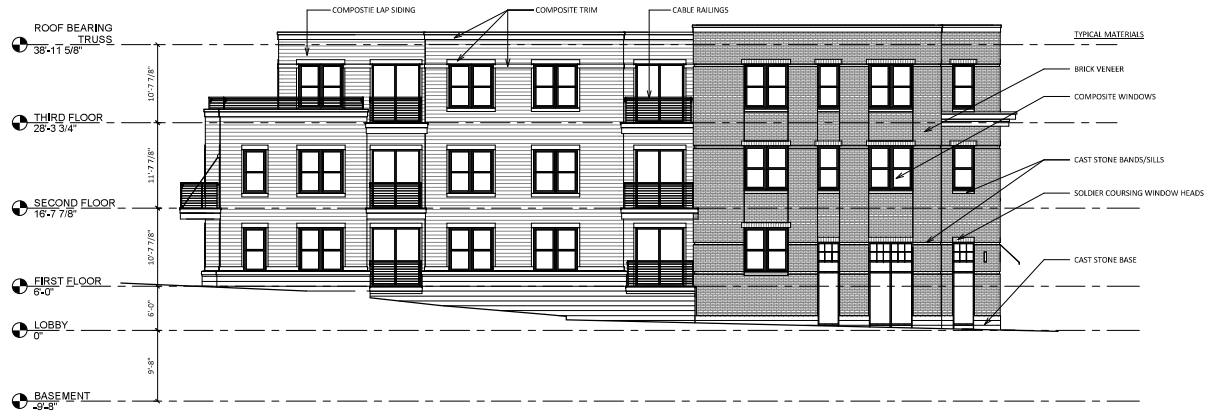 COMPOSTIE LAP SIDING
COMPOSITE TRIM
CABLE RAILINGS
TYPICAL MATERIALS
BRICK VENEER
COMPOSITE WINDOWS
CAST STONE BANDS/SILLS
SOLDIER COURSING WINDOW HEADS
CAST STONE BASE
ROOF BEARING
TRUSS
38'-11 5/8"
10'-7 7/8"
THIRD FLOOR
28'-3 3/4"
11'-7 7/8"
SECOND FLOOR
16'-7 7/8"
10'-7 7/8"
FIRST FLOOR
6'-0"
6'-0"
LOBBY
0"
9'-8"
BASEMENT
-9'-8"